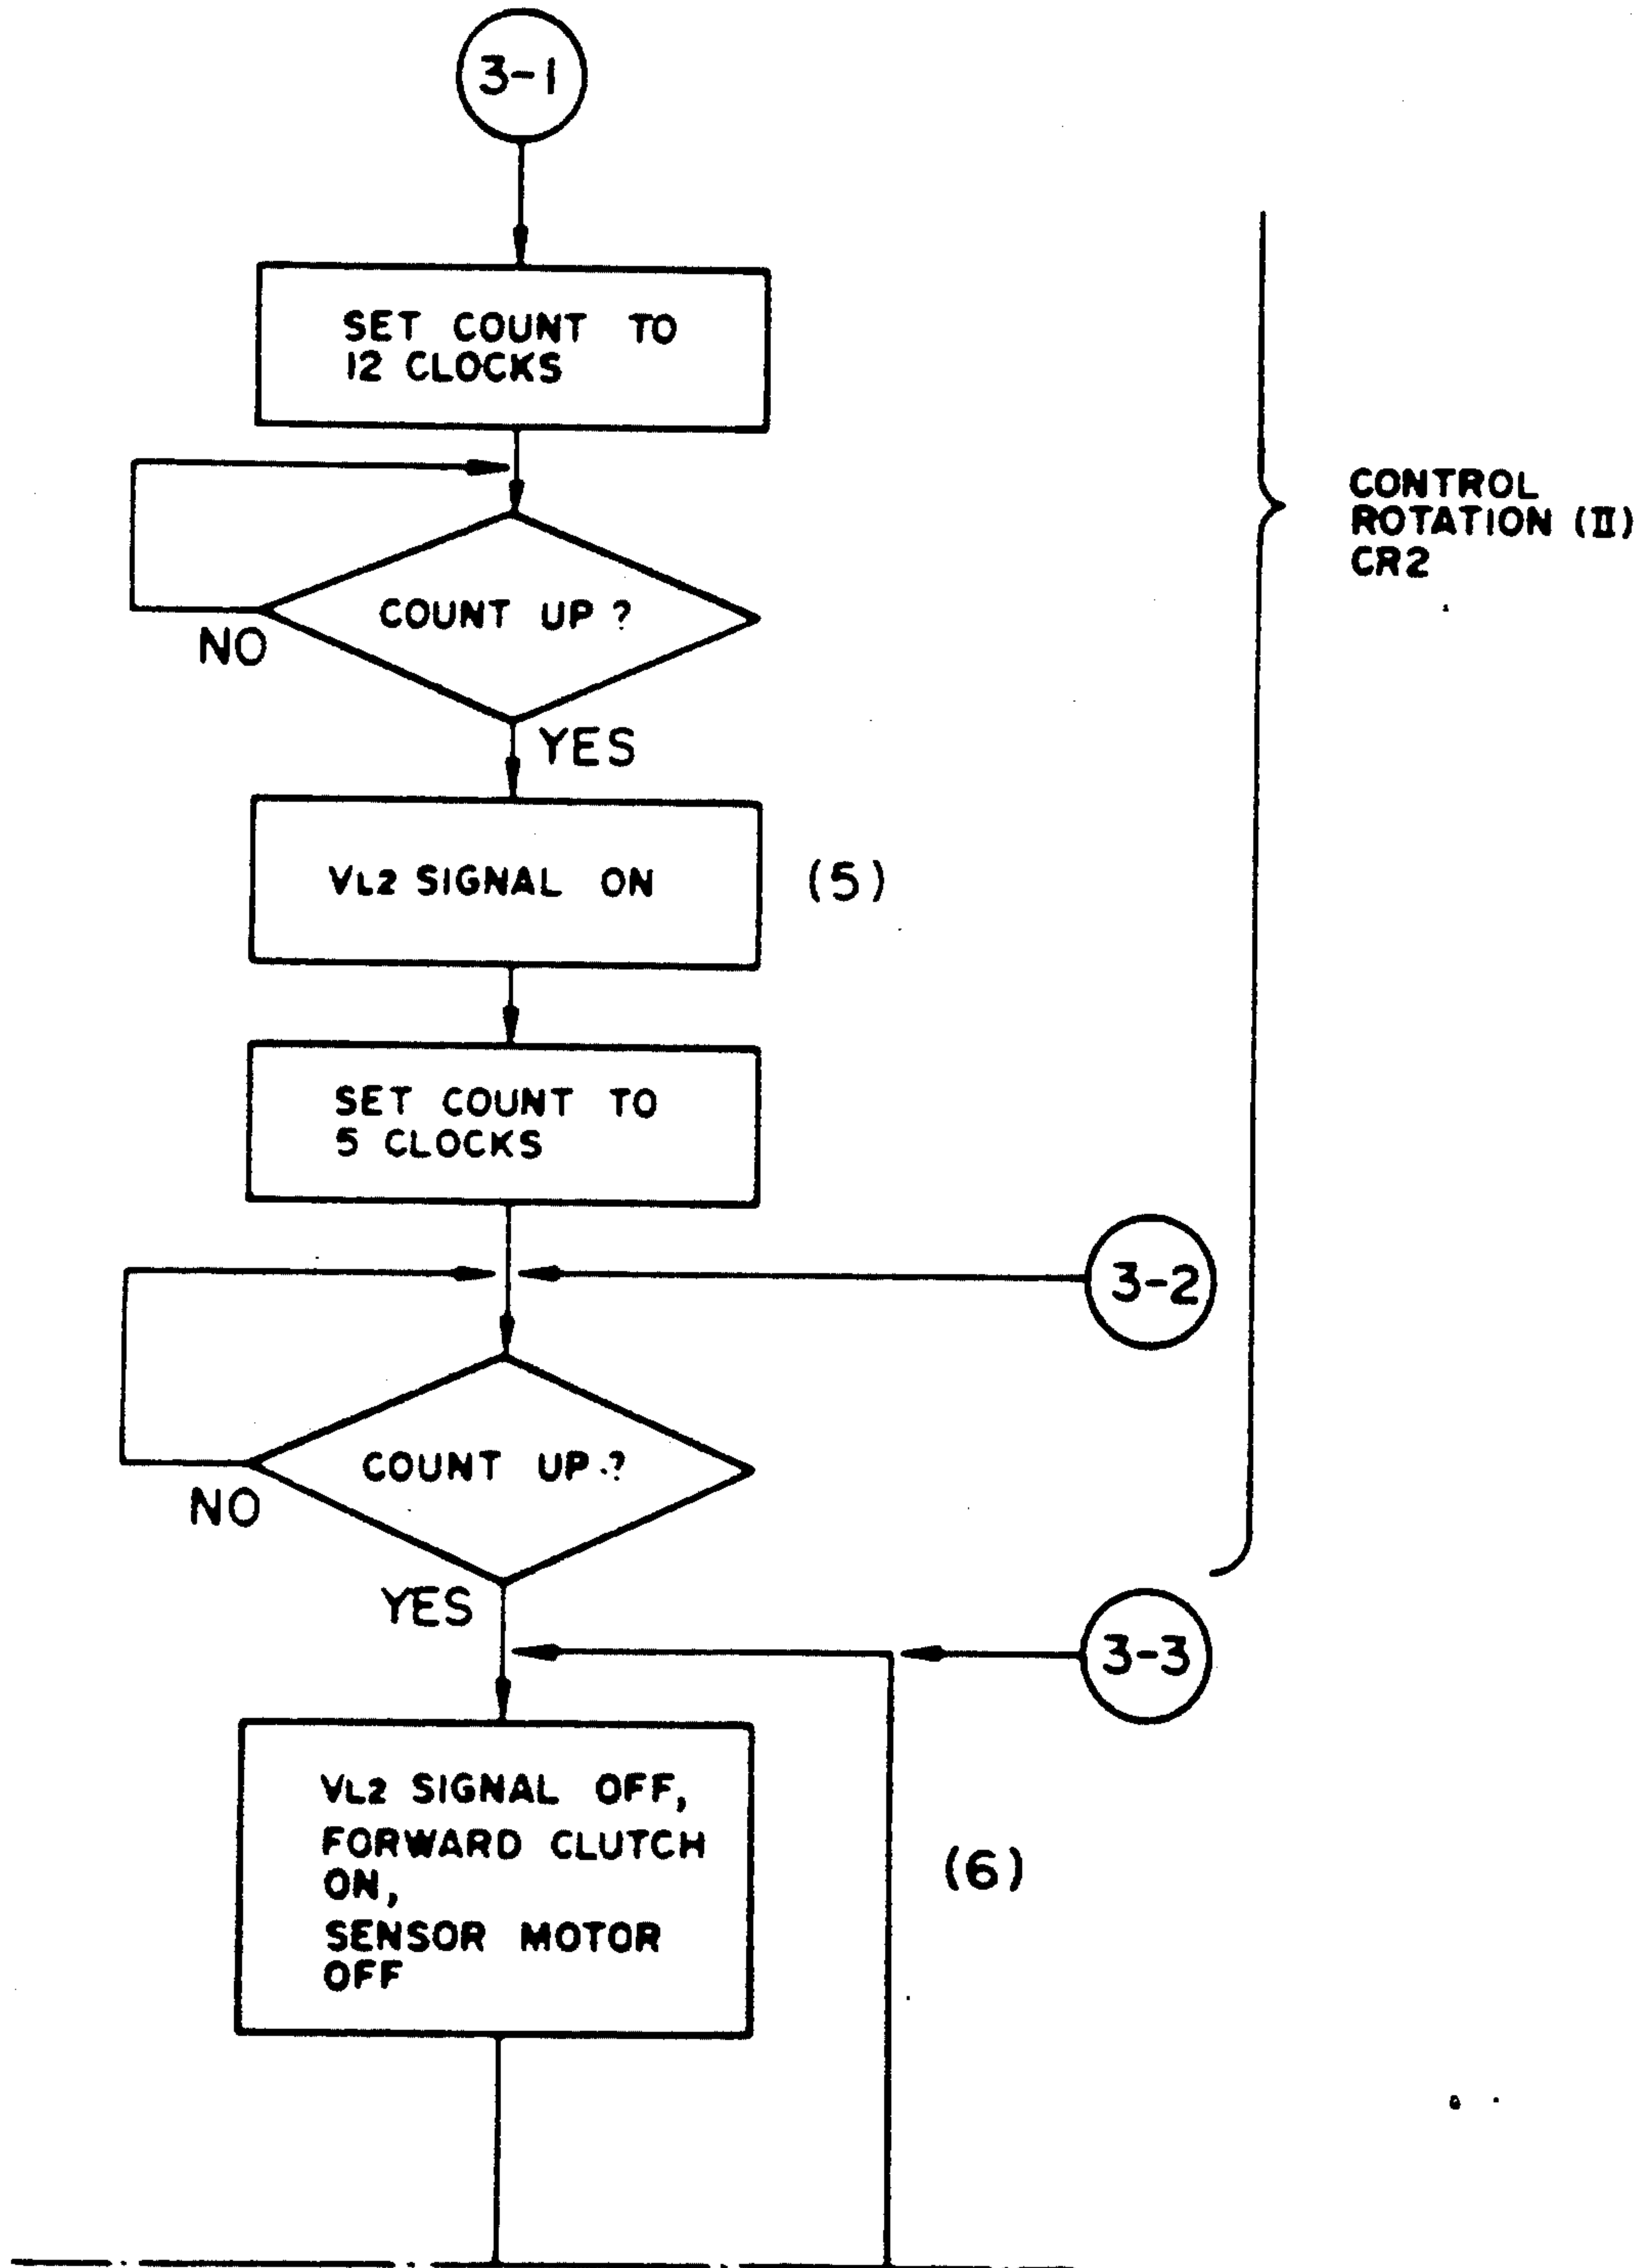 3-1
SET COUNT TO
12 CLOCKS
CONTROL
ROTATION (II)
CR2
COUNT UP ?
NO
YES
VL2 SIGNAL ON
(5)
SET COUNT TO
5 CLOCKS
3-2
COUNT UP ?
NO
YES
3-3
VL2 SIGNAL OFF,
FORWARD CLUTCH
ON,
SENSOR MOTOR
OFF
(6)